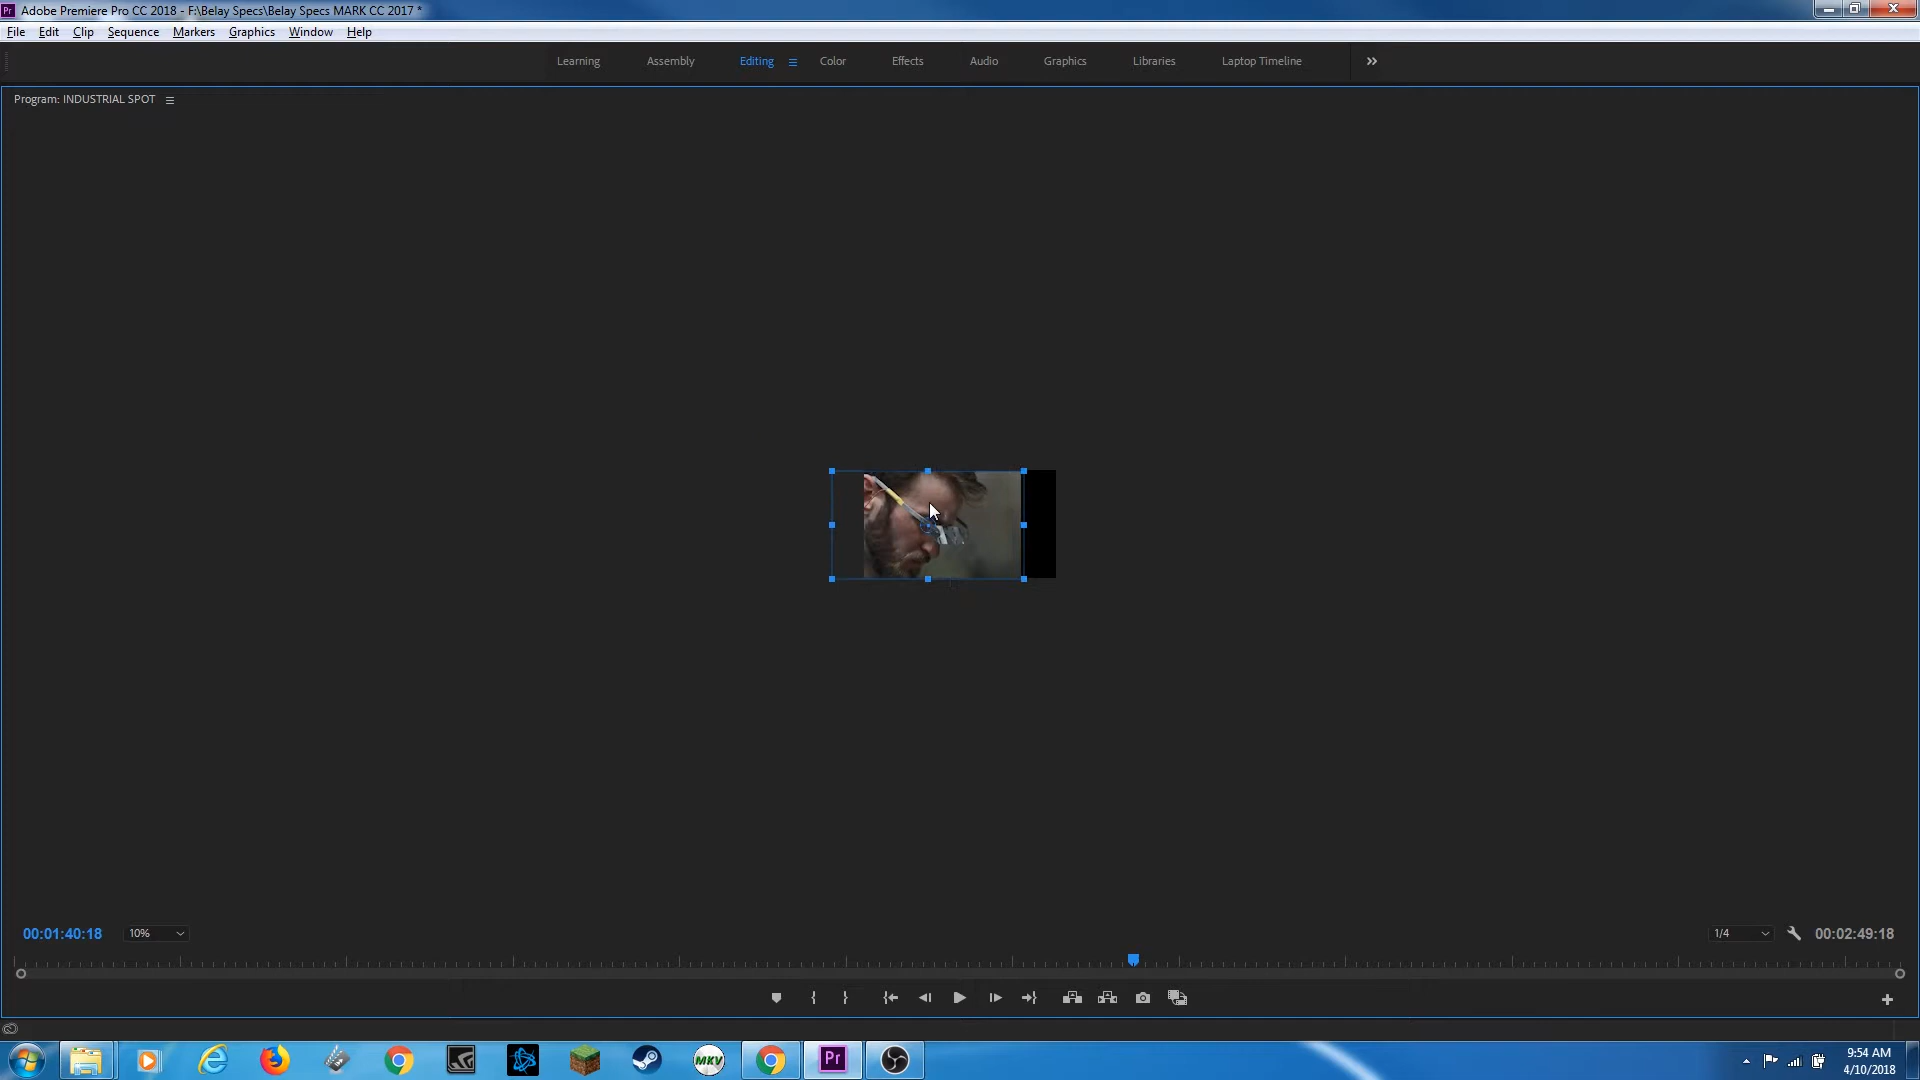 Pr Adobe Premiere Pro CC 2018 - F:\Belay Specs\Belay Specs MARK CC 2017 *
File Edit Clip Sequence Markers Graphics Window Help
Learning Assembly Editing Color Effects Audio Graphics Libraries Laptop Timeline
Program: INDUSTRIAL SPOT
00:01:40:18 10% 1/4 00:02:49:18
MKV Pr
9:54 AM
4/10/2018